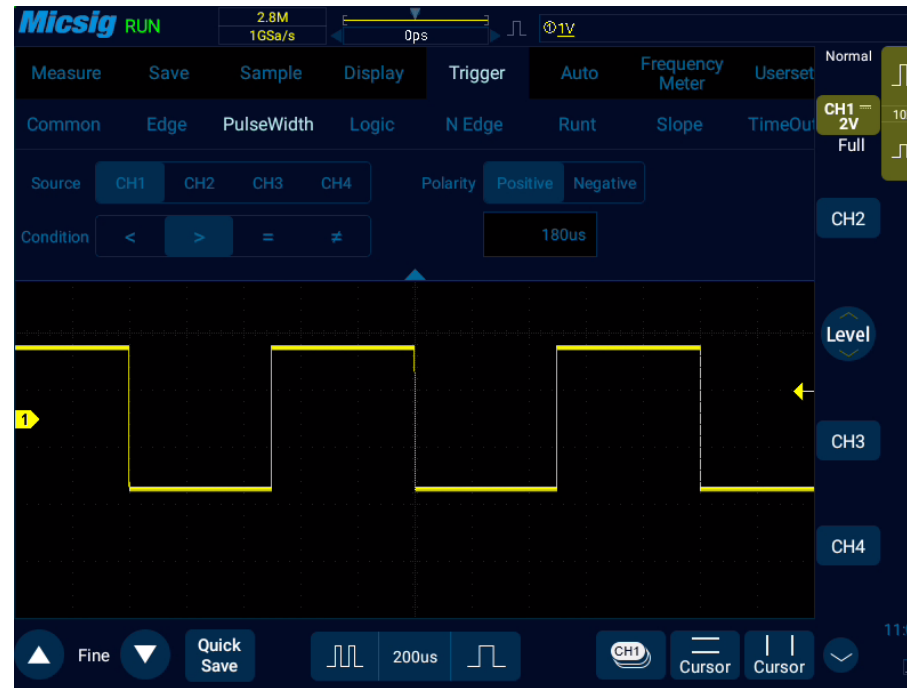 Micsig RUN 2.8M 1GSa/s 0ps ①1V
Measure Save Sample Display Trigger Auto Frequency Meter Userset
Normal
Common Edge PulseWidth Logic N Edge Runt Slope TimeOut
CH1 2V Full
10
Source CH1 CH2 CH3 CH4 Polarity Positive Negative
CH2
Condition < > = ≠ 180us
Level
1
CH3
CH4
Fine Quick Save 200us CH1 Cursor Cursor
11: